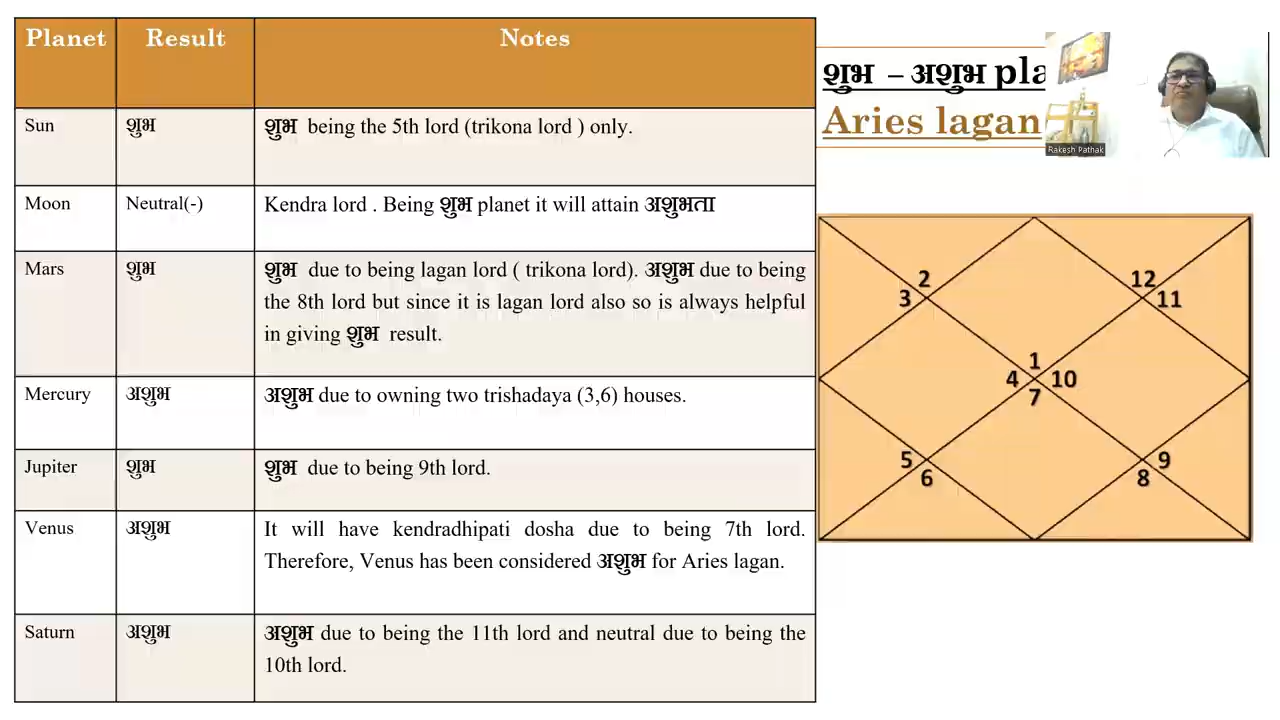 Planet Result Notes
Sun शुभ शुभ being the 5th lord (trikona lord ) only.
Moon Neutral(-) Kendra lord . Being शुभ planet it will attain अशुभता
Mars शुभ शुभ due to being lagan lord ( trikona lord). अशुभ due to being
the 8th lord but since it is lagan lord also so is always helpful
in giving शुभ result.
Mercury अशुभ अशुभ due to owning two trishadaya (3,6) houses.
Jupiter शुभ शुभ due to being 9th lord.
Venus अशुभ It will have kendradhipati dosha due to being 7th lord.
Therefore, Venus has been considered अशुभ for Aries lagan.
Saturn अशुभ अशुभ due to being the 11th lord and neutral due to being the
10th lord.
शुभ – अशुभ pla
Aries lagan
Rakesh Pathak
2 12
3 11
1
4 10
7
5 9
6 8